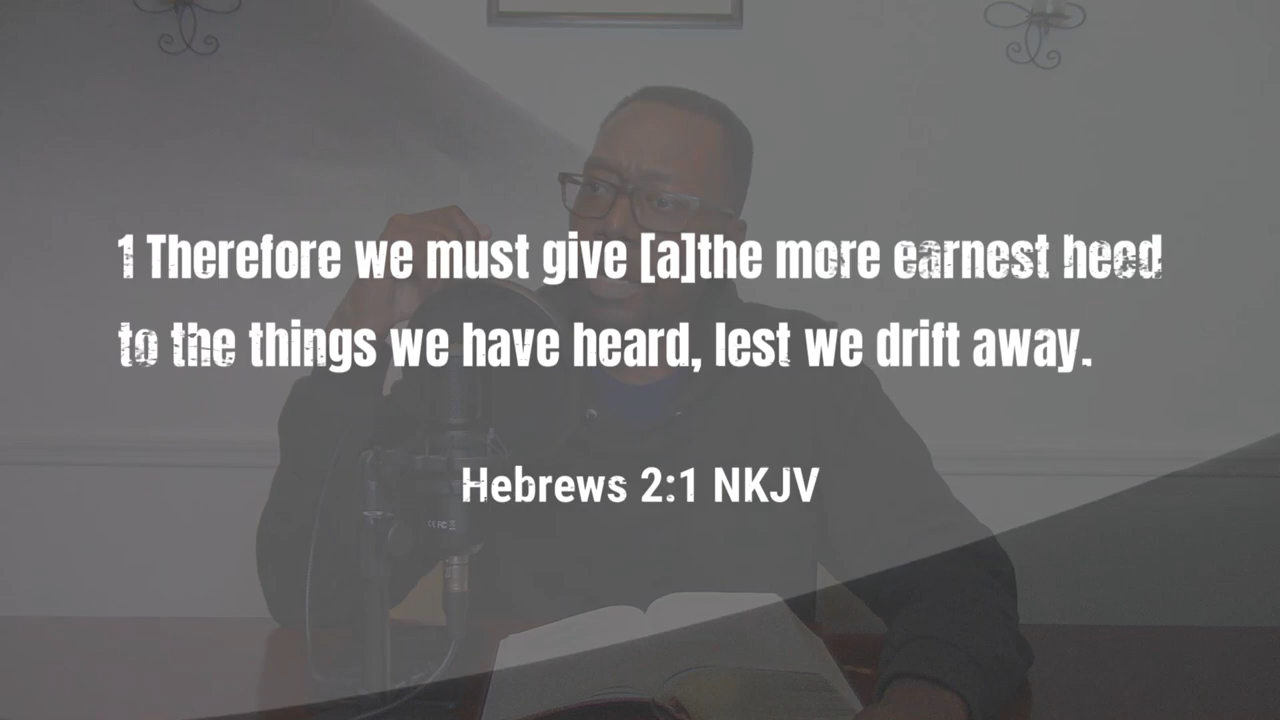 1 Therefore we must give [a]the more earnest heed
to the things we have heard, lest we drift away.
Hebrews 2:1 NKJV